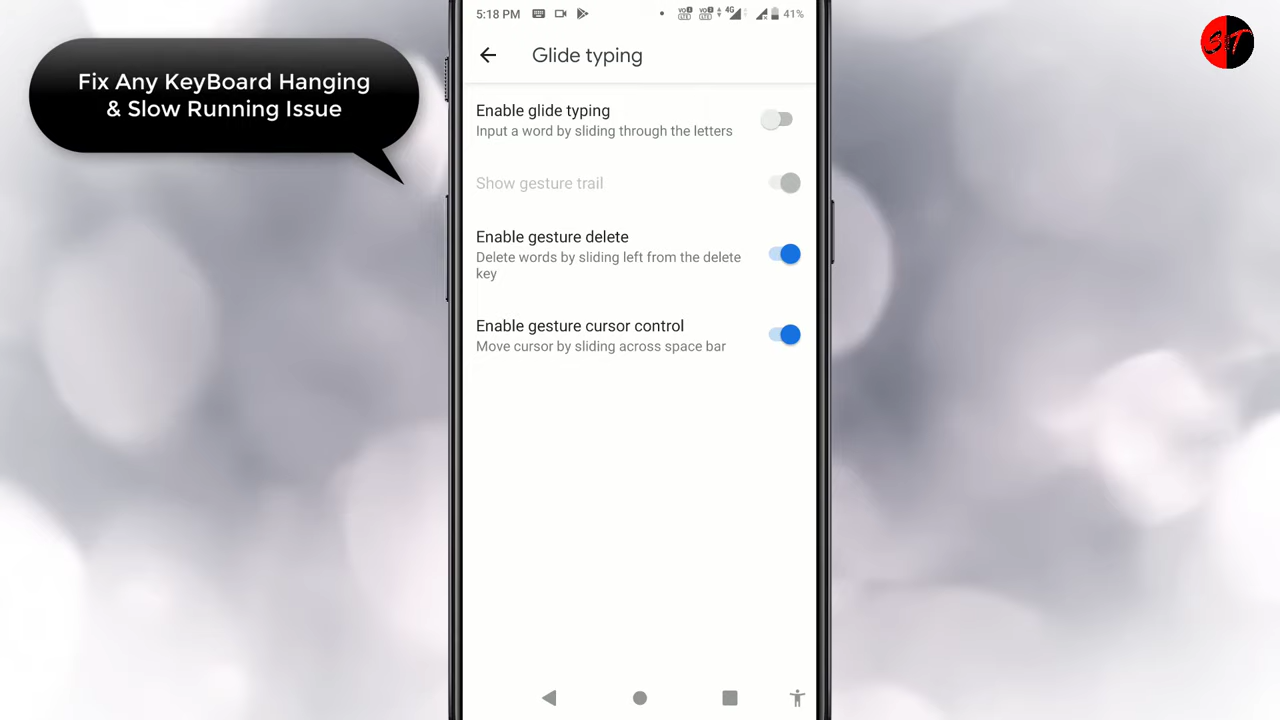 Fix Any KeyBoard Hanging
& Slow Running Issue
5:18 PM
4G
41%
S T
Glide typing
Enable glide typing
Input a word by sliding through the letters
Show gesture trail
Enable gesture delete
Delete words by sliding left from the delete
key
Enable gesture cursor control
Move cursor by sliding across space bar